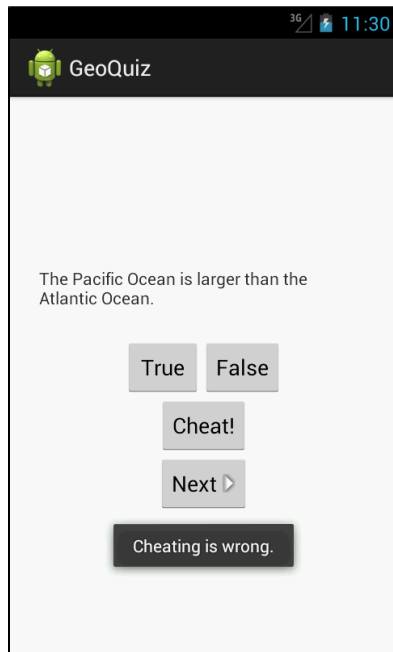 3G 11:30
GeoQuiz
The Pacific Ocean is larger than the
Atlantic Ocean.
True False
Cheat!
Next
Cheating is wrong.